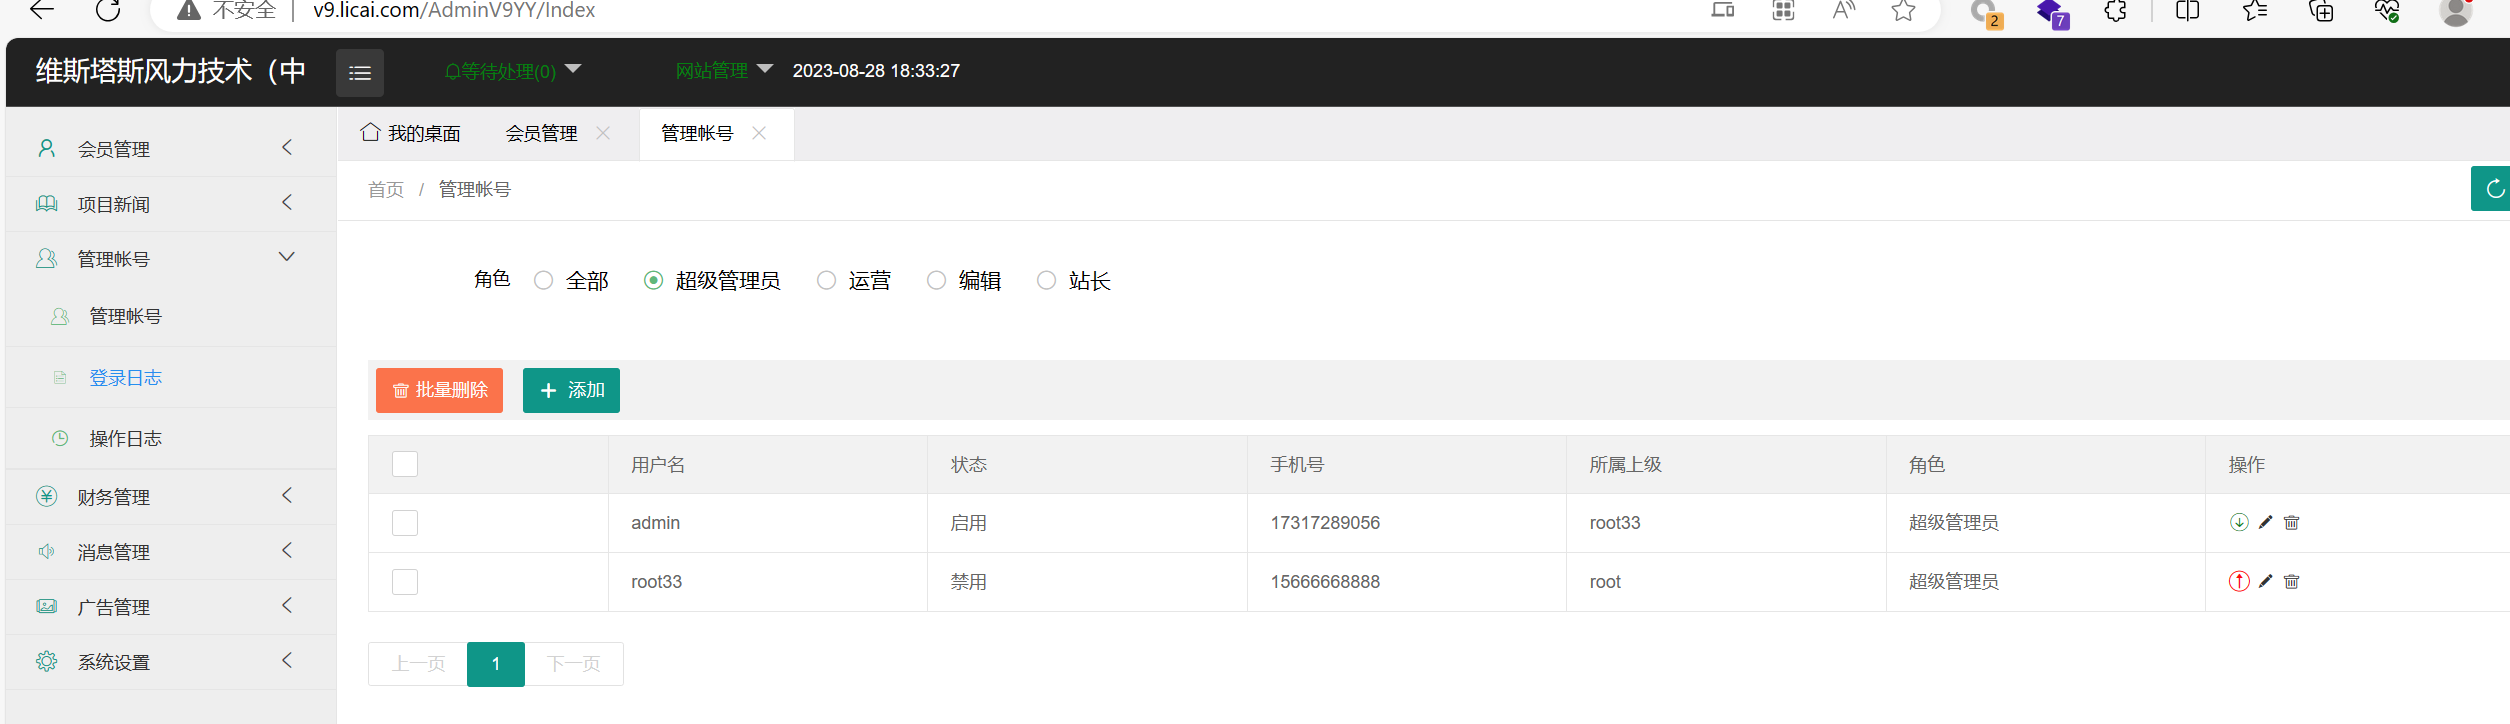 不安全 v9.licai.com/AdminV9YY/Index
2
7
维斯塔斯风力技术（中
等待处理(0)
网站管理
2023-08-28 18:33:27
会员管理
项目新闻
管理帐号
管理帐号
登录日志
操作日志
财务管理
消息管理
广告管理
系统设置
我的桌面 会员管理 管理帐号
首页 / 管理帐号
角色 全部 超级管理员 运营 编辑 站长
批量删除 添加
用户名 状态 手机号 所属上级 角色 操作
admin 启用 17317289056 root33 超级管理员
root33 禁用 15666668888 root 超级管理员
上一页 1 下一页